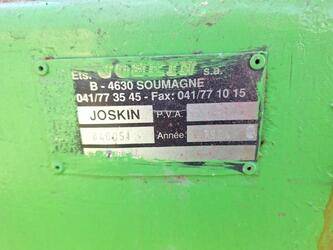 Ets. JOSKIN s.a.
B - 4630 SOUMAGNE
041/77 35 45 - Fax: 041/77 10 15
JOSKIN P.V.A.
Année